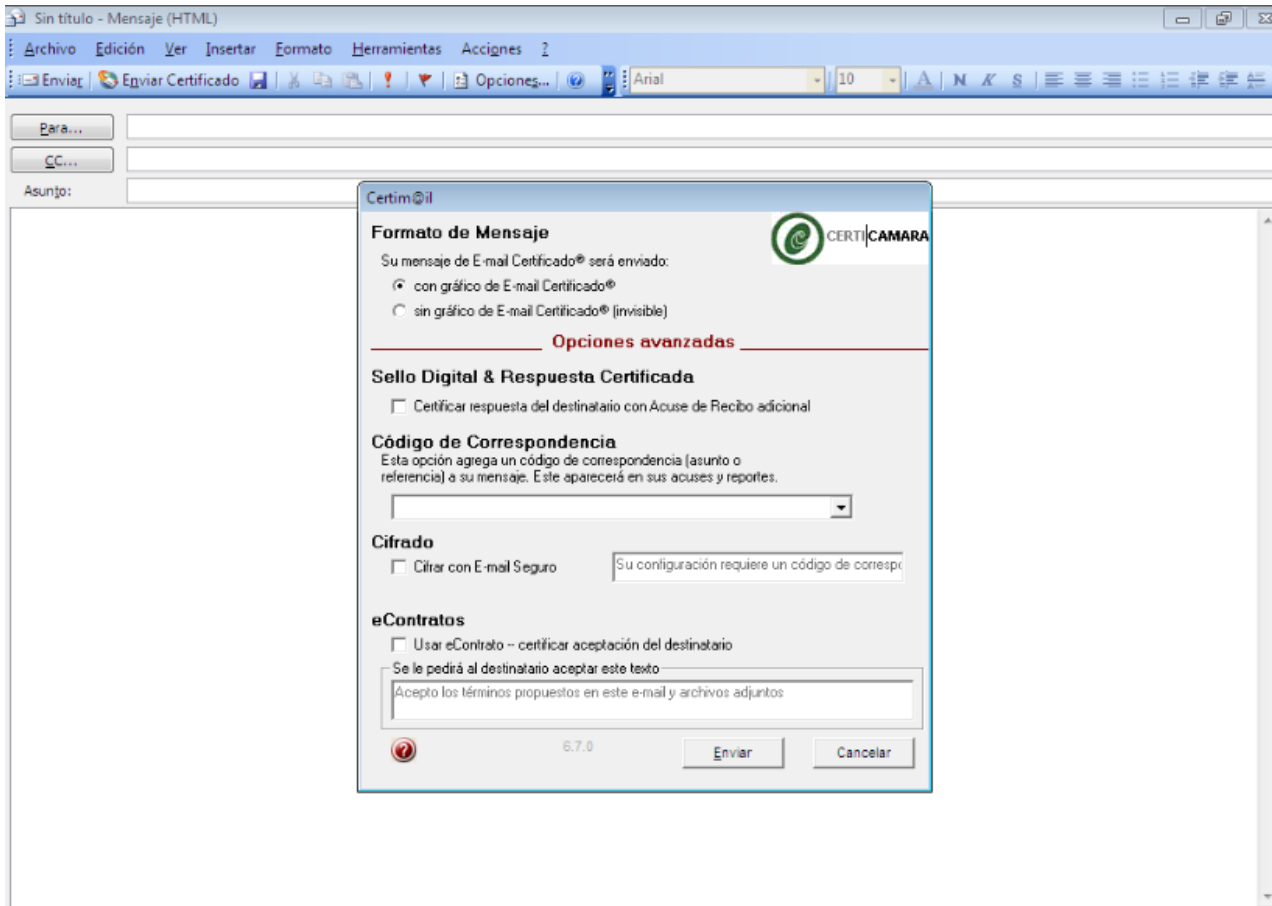 Sin título - Mensaje (HTML)
Archivo Edición Ver Insertar Formato Herramientas Acciones ?
Enviar Enviar Certificado Opciones... Arial 10 A N K S
Para...
CC...
Asunto:
Certim@il
Formato de Mensaje
CERTICAMARA
Su mensaje de E-mail Certificado® será enviado:
con gráfico de E-mail Certificado®
sin gráfico de E-mail Certificado® (invisible)
Opciones avanzadas
Sello Digital & Respuesta Certificada
Certificar respuesta del destinatario con Acuse de Recibo adicional
Código de Correspondencia
Esta opción agrega un código de correspondencia (asunto o
referencia) a su mensaje. Este aparecerá en sus acuses y reportes.
Cifrado
Cifrar con E-mail Seguro Su configuración requiere un código de correspo
eContratos
Usar eContrato -- certificar aceptación del destinatario
Se le pedirá al destinatario aceptar este texto
Acepto los términos propuestos en este e-mail y archivos adjuntos
6.7.0 Enviar Cancelar